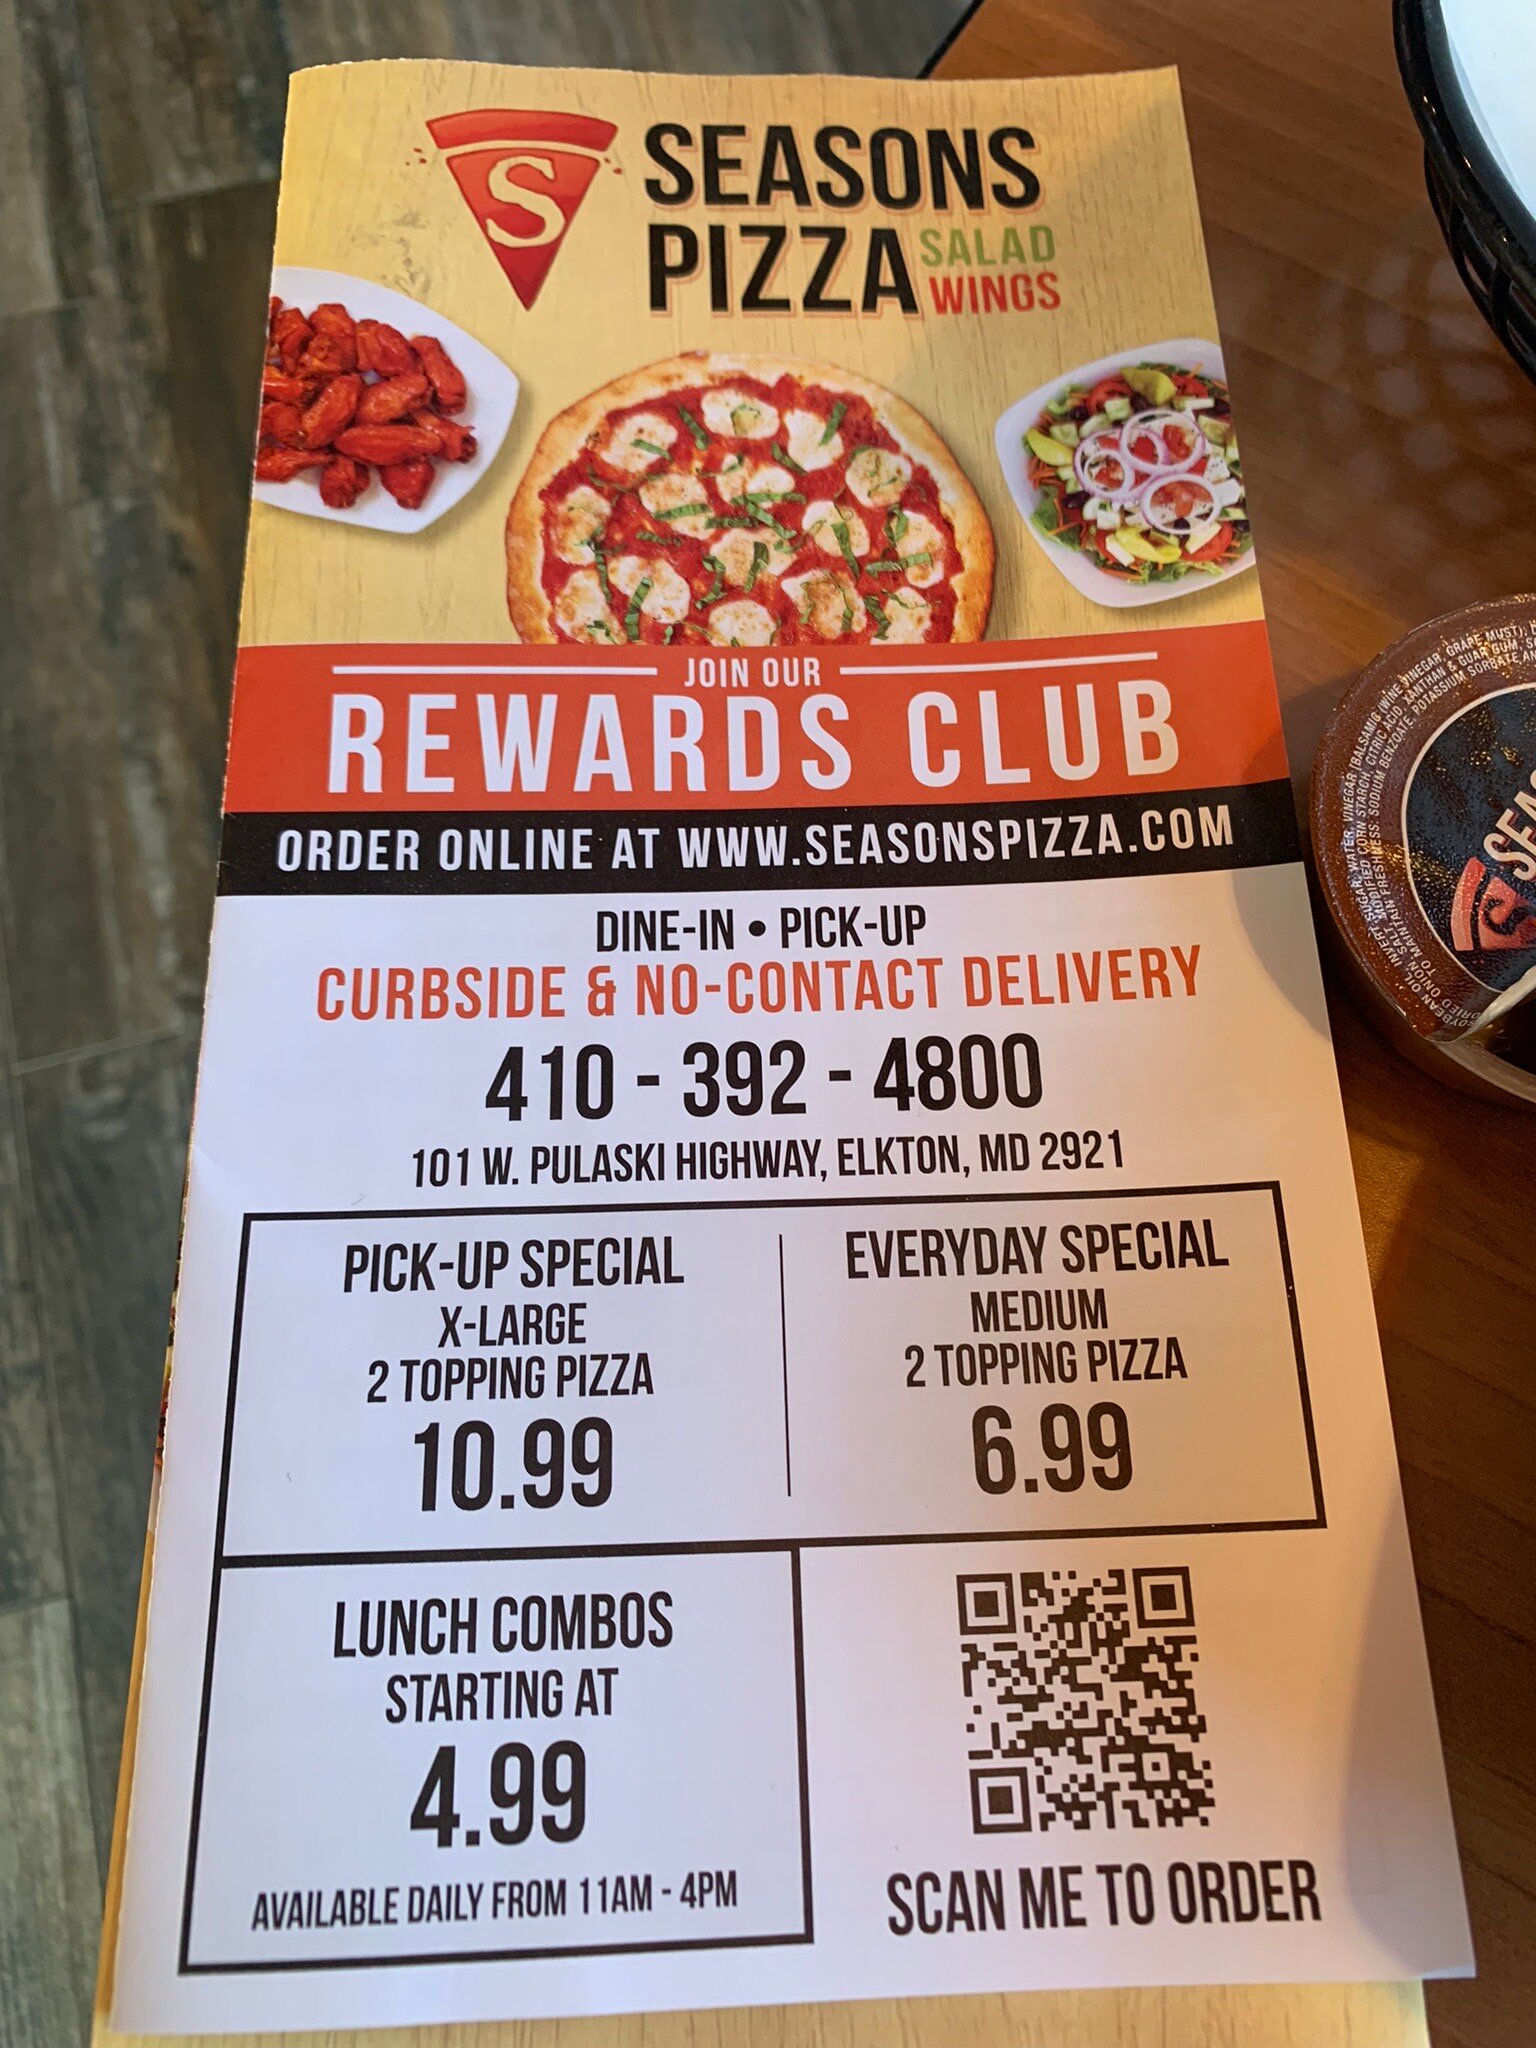 S
SEASONS
PIZZA SALAD
WINGS
JOIN OUR
REWARDS CLUB
ORDER ONLINE AT WWW.SEASONSPIZZA.COM
DINE-IN • PICK-UP
CURBSIDE & NO-CONTACT DELIVERY
410 - 392 - 4800
101 W. PULASKI HIGHWAY, ELKTON, MD 2921
PICK-UP SPECIAL
X-LARGE
2 TOPPING PIZZA
10.99
EVERYDAY SPECIAL
MEDIUM
2 TOPPING PIZZA
6.99
LUNCH COMBOS
STARTING AT
4.99
AVAILABLE DAILY FROM 11AM - 4PM
SCAN ME TO ORDER